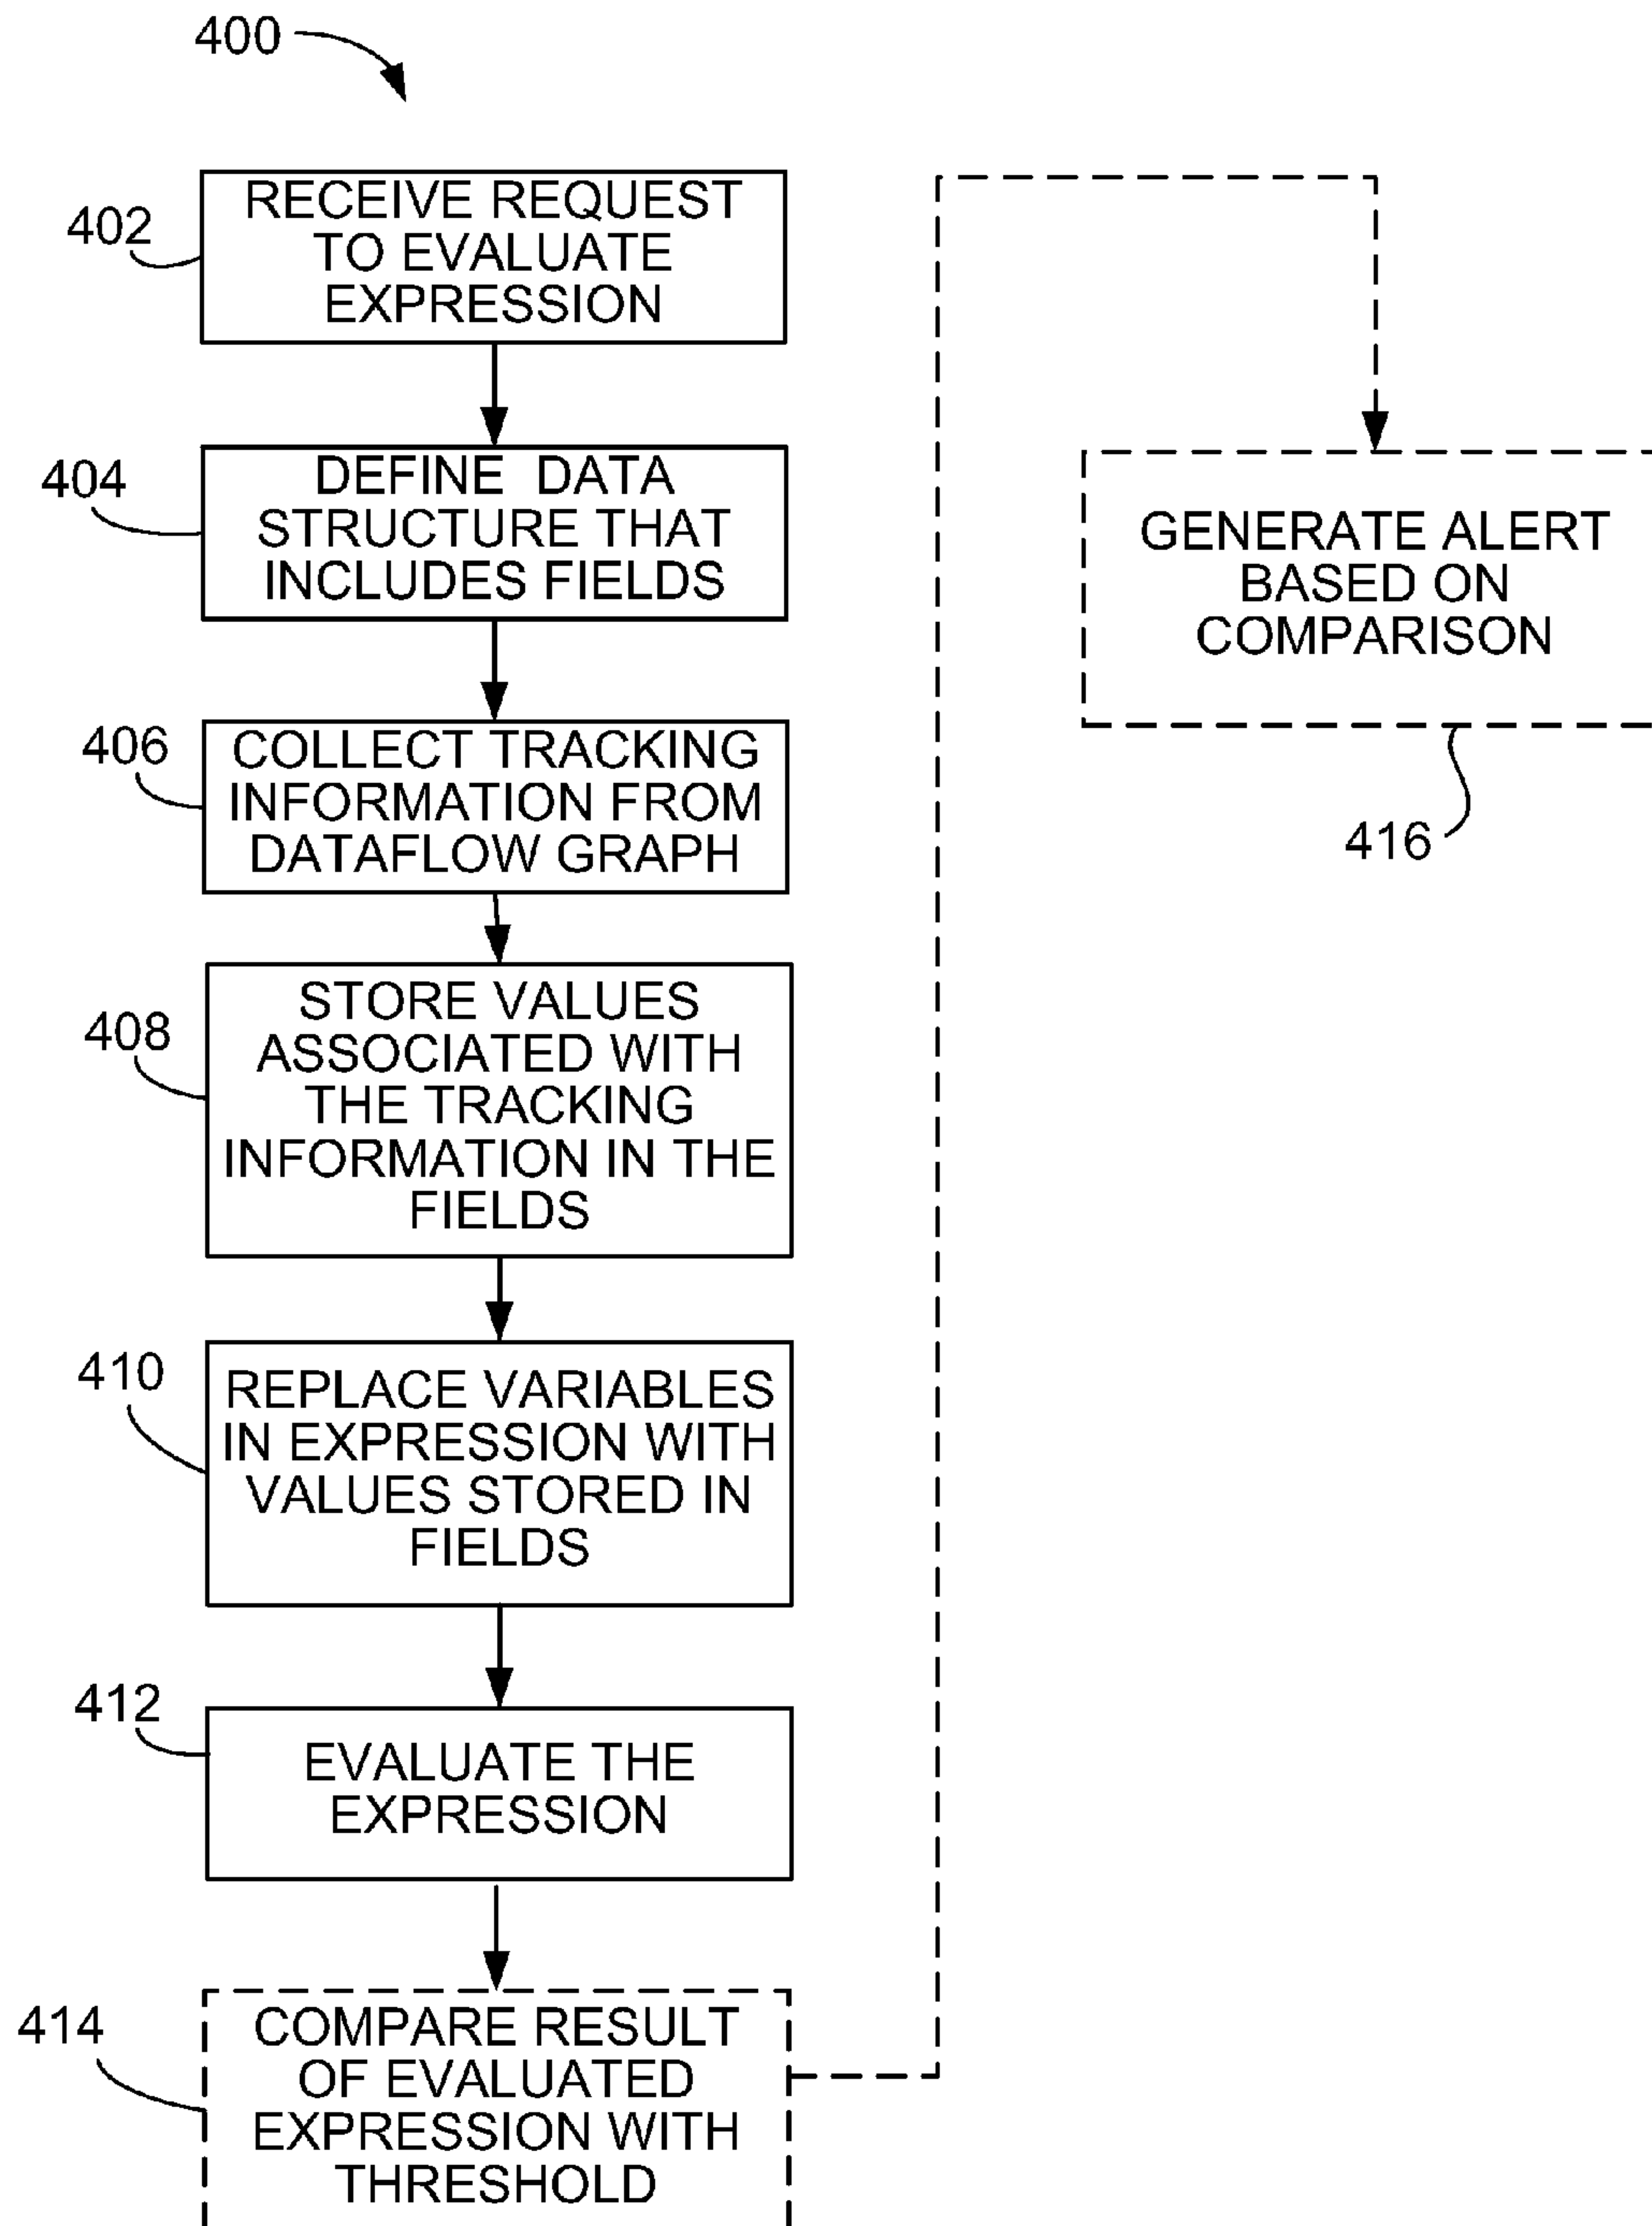 400
402
RECEIVE REQUEST
TO EVALUATE
EXPRESSION
404
DEFINE DATA
STRUCTURE THAT
INCLUDES FIELDS
406
COLLECT TRACKING
INFORMATION FROM
DATAFLOW GRAPH
408
STORE VALUES
ASSOCIATED WITH
THE TRACKING
INFORMATION IN THE
FIELDS
410
REPLACE VARIABLES
IN EXPRESSION WITH
VALUES STORED IN
FIELDS
412
EVALUATE THE
EXPRESSION
414
COMPARE RESULT
OF EVALUATED
EXPRESSION WITH
THRESHOLD
GENERATE ALERT
BASED ON
COMPARISON
416